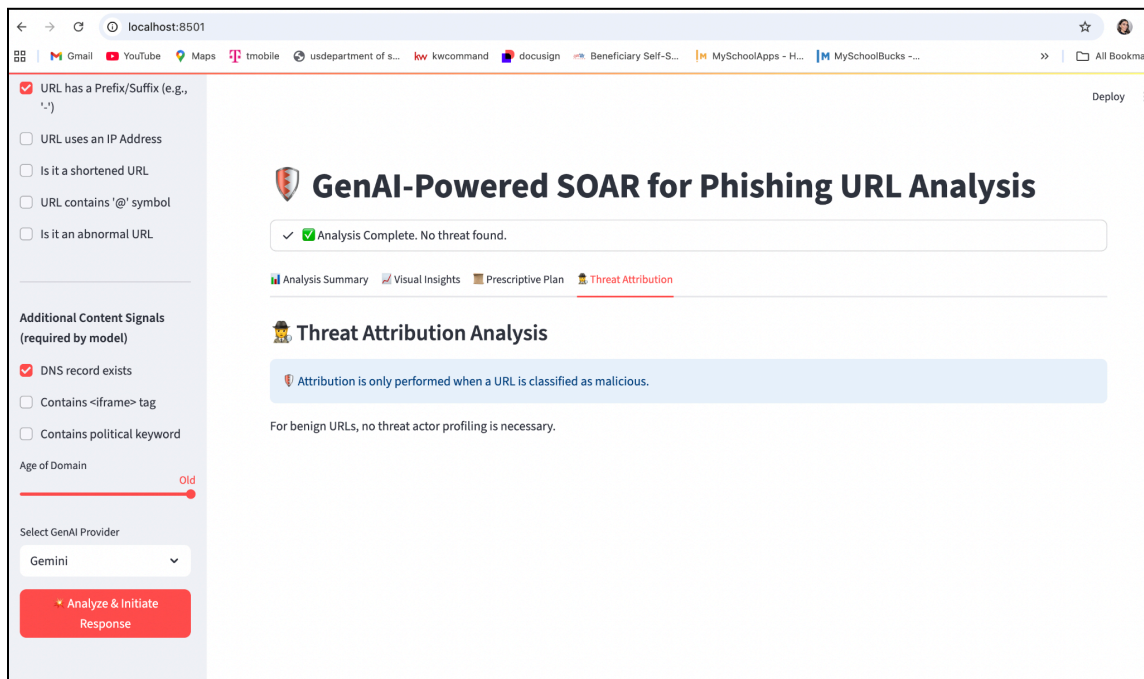 localhost:8501
Gmail YouTube Maps tmobile usdepartment of s... kw kwcommand docusign Beneficiary Self-S... MySchoolApps - H... MySchoolBucks -... » All Bookma
URL has a Prefix/Suffix (e.g.,
'-')
URL uses an IP Address
Is it a shortened URL
URL contains '@' symbol
Is it an abnormal URL
Additional Content Signals
(required by model)
DNS record exists
Contains <iframe> tag
Contains political keyword
Age of Domain
Old
Select GenAI Provider
Gemini
Analyze & Initiate
Response
Deploy
GenAI-Powered SOAR for Phishing URL Analysis
Analysis Complete. No threat found.
Analysis Summary Visual Insights Prescriptive Plan Threat Attribution
Threat Attribution Analysis
Attribution is only performed when a URL is classified as malicious.
For benign URLs, no threat actor profiling is necessary.